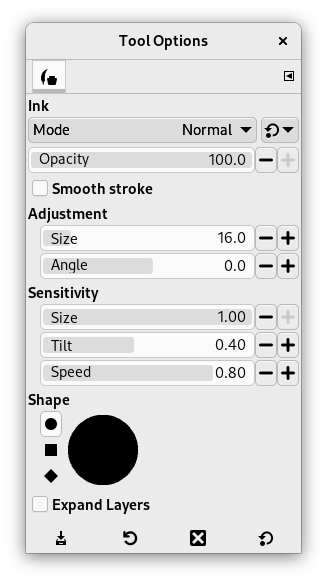 Tool Options
Ink
Mode Normal
Opacity 100.0
Smooth stroke
Adjustment
Size 16.0
Angle 0.0
Sensitivity
Size 1.00
Tilt 0.40
Speed 0.80
Shape
Expand Layers